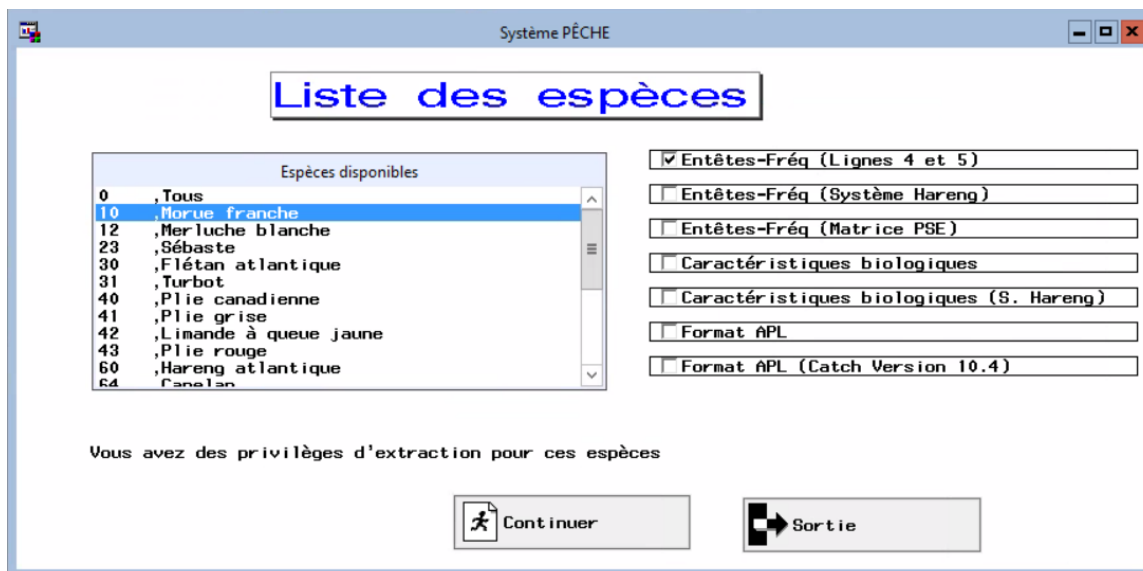 Système PÊCHE
Liste des espèces
Espèces disponibles
0 ,Tous
10 ,Morue franche
12 ,Merluche blanche
23 ,Sébaste
30 ,Flétan atlantique
31 ,Turbot
40 ,Plie canadienne
41 ,Plie grise
42 ,Limande à queue jaune
43 ,Plie rouge
60 ,Hareng atlantique
64 ,Capelan
Entêtes-Fréq (Lignes 4 et 5)
Entêtes-Fréq (Système Hareng)
Entêtes-Fréq (Matrice PSE)
Caractéristiques biologiques
Caractéristiques biologiques (S. Hareng)
Format APL
Format APL (Catch Version 10.4)
Vous avez des privilèges d'extraction pour ces espèces
Continuer
Sortie